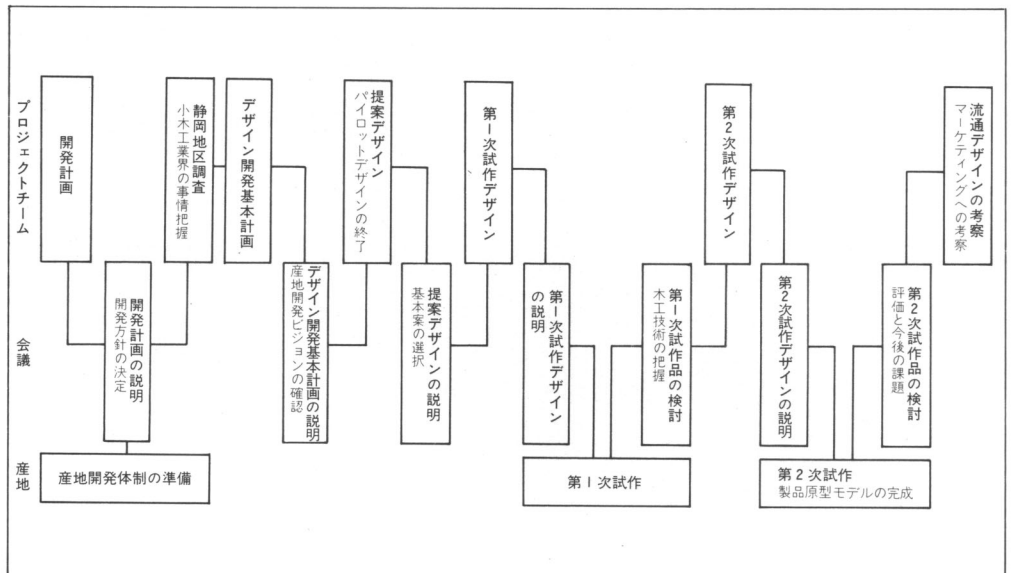 プロジェクトチーム
開発計画
静岡地区調査
小木工業界の事情把握
デザイン開発基本計画
提案デザイン
パイロットデザインの終了
第1次試作デザイン
第2次試作デザイン
流通デザインの考察
マーケティングへの考察
会議
開発計画の説明
開発方針の決定
デザイン開発基本計画の説明
産地開発ビジョンの確認
提案デザインの説明
基本案の選択
第1次試作デザイン
の説明
第1次試作品の検討
木工技術の把握
第2次試作デザインの説明
第2次試作品の検討
評価と今後の課題
産地
産地開発体制の準備
第1次試作
第2次試作
製品原型モデルの完成